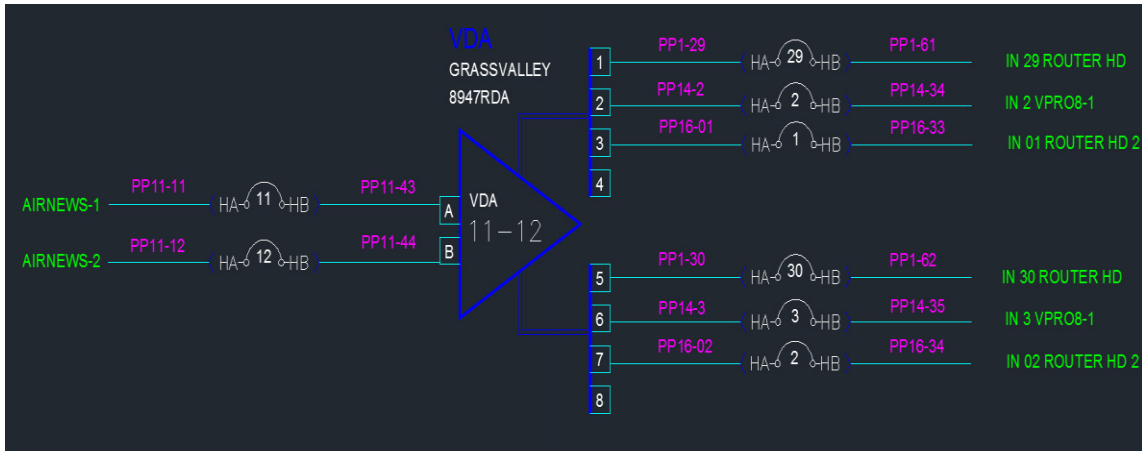 VDA
GRASSVALLEY
8947RDA
AIRNEWS-1
PP11-11
HA
11
HB
PP11-43
A
AIRNEWS-2
PP11-12
HA
12
HB
PP11-44
B
VDA
11-12
1
PP1-29
HA
29
HB
PP1-61
IN 29 ROUTER HD
2
PP14-2
HA
2
HB
PP14-34
IN 2 VPRO8-1
3
PP16-01
HA
1
HB
PP16-33
IN 01 ROUTER HD 2
4
5
PP1-30
HA
30
HB
PP1-62
IN 30 ROUTER HD
6
PP14-3
HA
3
HB
PP14-35
IN 3 VPRO8-1
7
PP16-02
HA
2
HB
PP16-34
IN 02 ROUTER HD 2
8